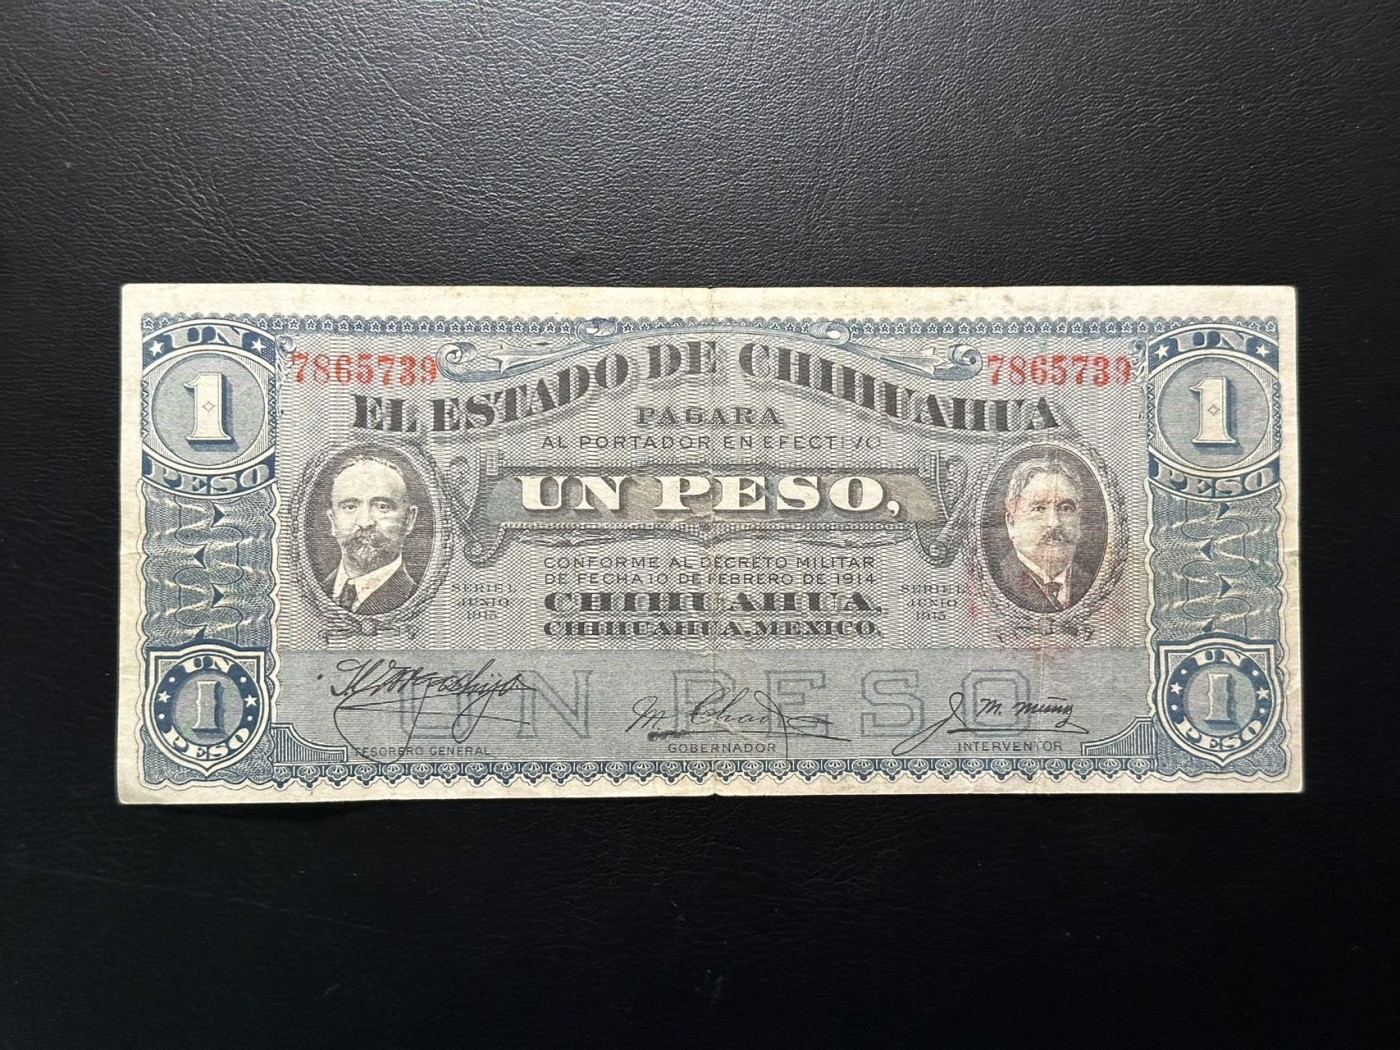 UN
1
PESO
7865739
EL ESTADO DE CHIHUAHUA
7865739
UN
1
PESO
PAGARA
AL PORTADOR EN EFECTIVO
UN PESO,
CONFORME AL DECRETO MILITAR
DE FECHA 10 DE FEBRERO DE 1914
CHIHUAHUA,
CHIHUAHUA, MEXICO.
SERIE L
JUNIO
1915
SERIE L
JUNIO
1915
UN PESO
UN
1
PESO
TESORERO GENERAL
M. Chao
GOBERNADOR
J. M. Muñoz
INTERVENTOR
UN
1
PESO